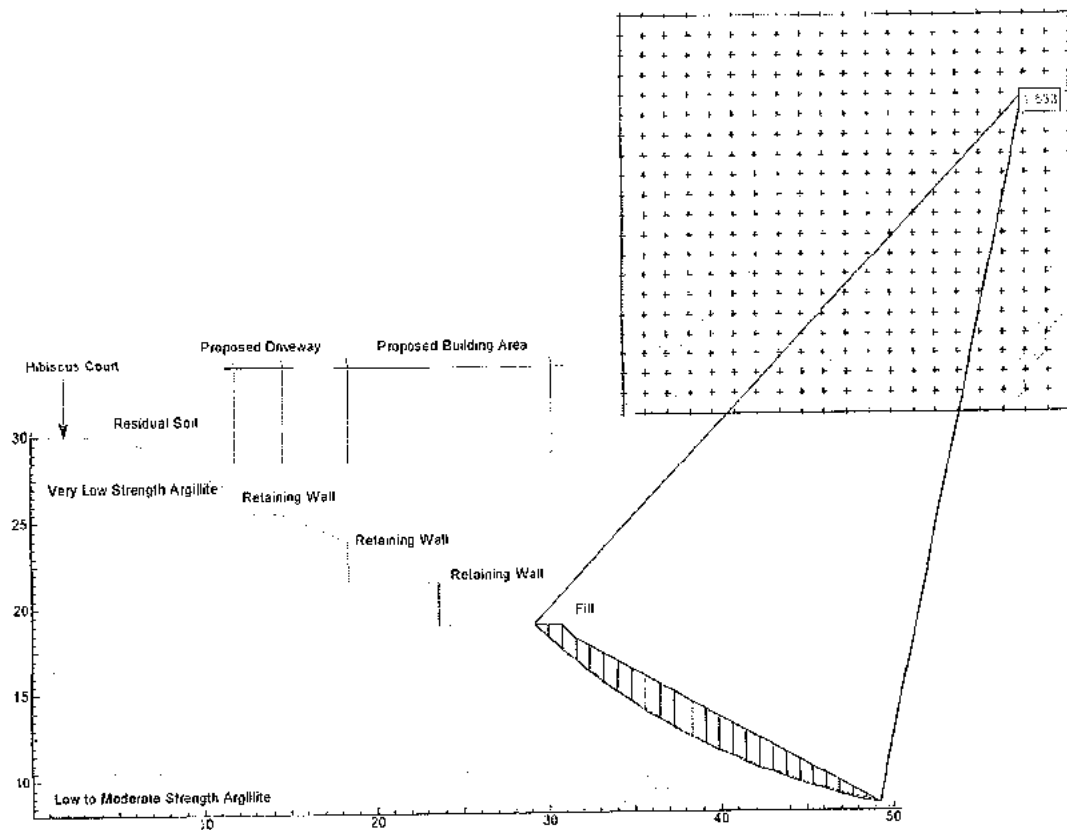 Proposed Driveway
Proposed Building Area
Hibiscus Court
Residual Soil
30
Very Low Strength Argillite
Retaining Wall
25
Retaining Wall
Retaining Wall
20
Fill
15
10
Low to Moderate Strength Argillite
20
30
40
50